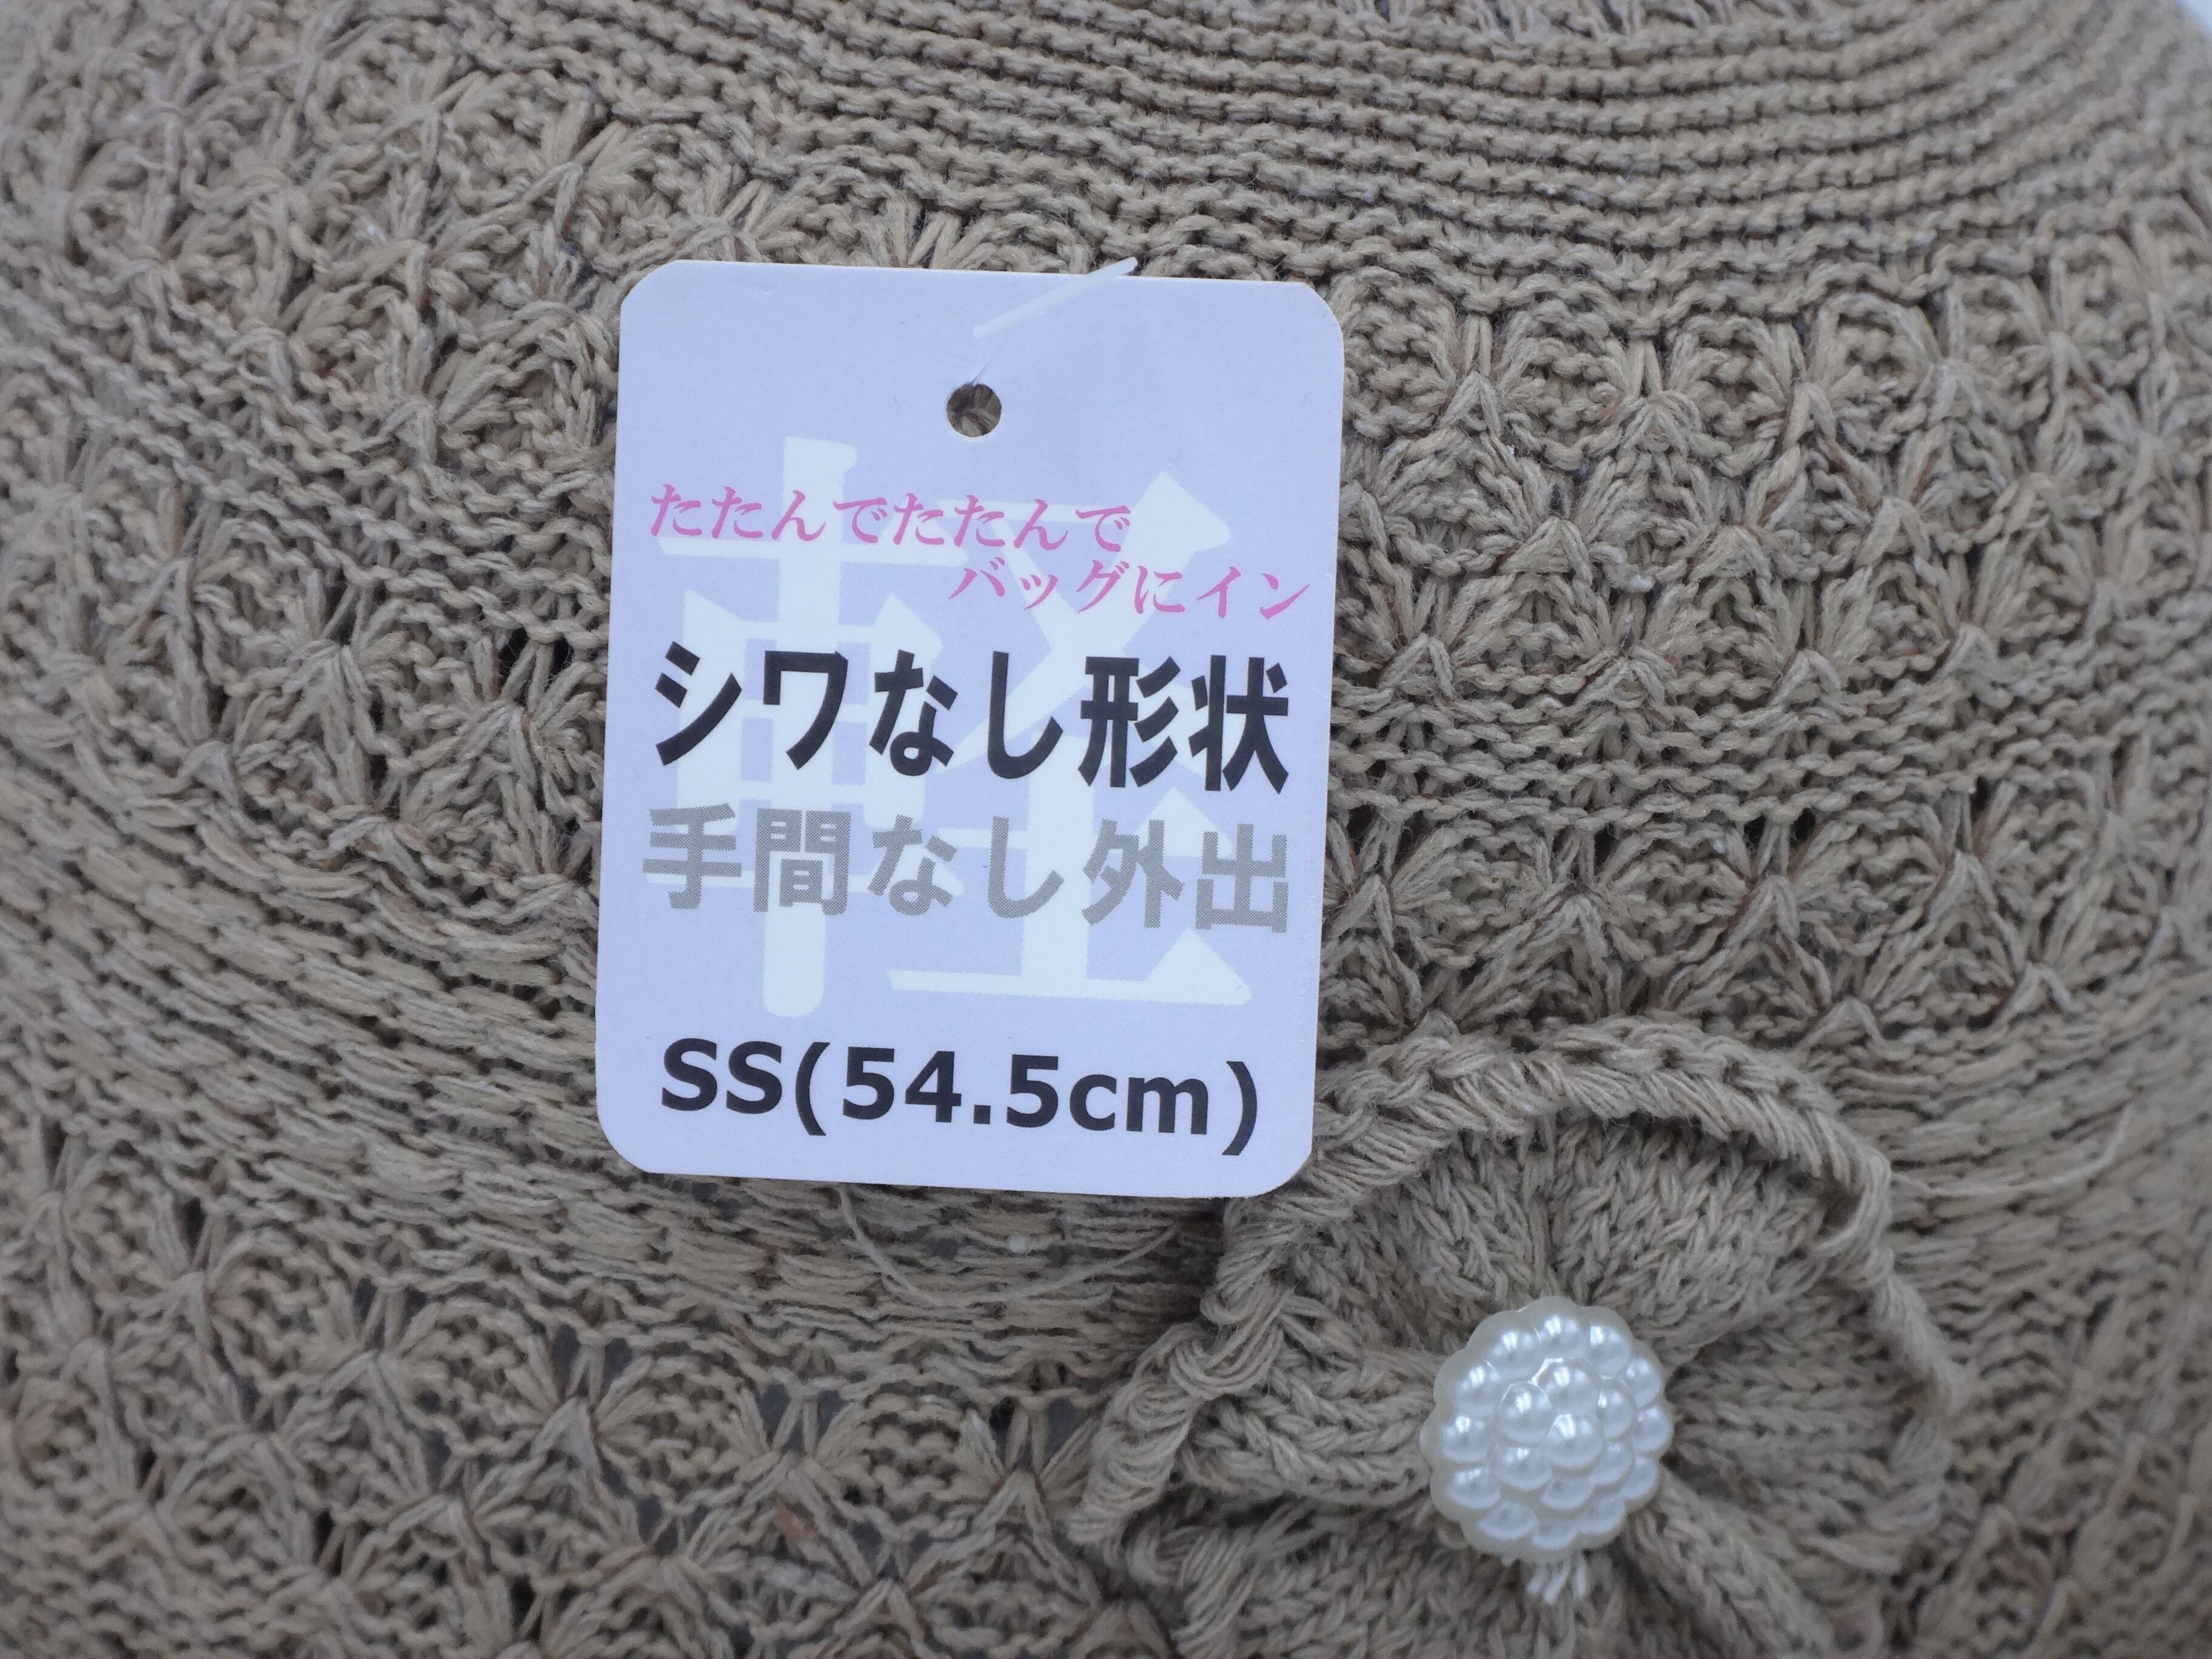 軽
たたんでたたんで
バッグにイン
シワなし形状
手間なし外出
SS(54.5cm)